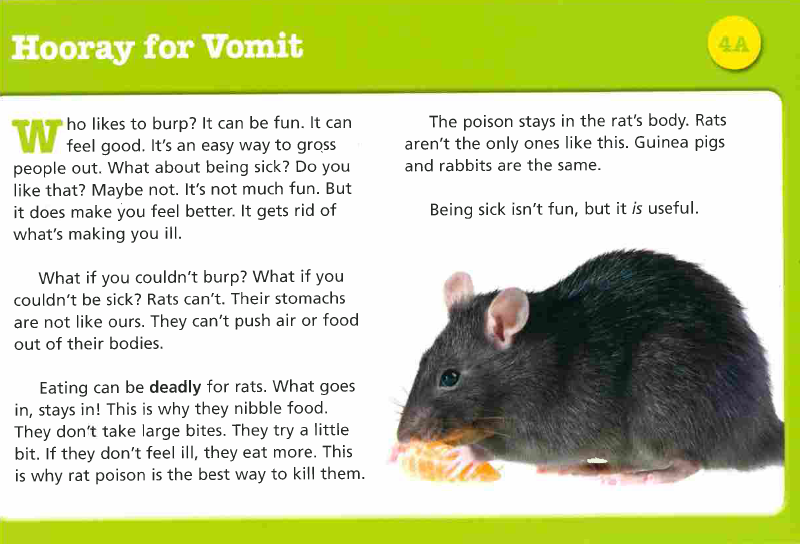 Hooray for Vomit
4A
Who likes to burp? It can be fun. It can
feel good. It's an easy way to gross
people out. What about being sick? Do you
like that? Maybe not. It's not much fun. But
it does make you feel better. It gets rid of
what's making you ill.
What if you couldn't burp? What if you
couldn't be sick? Rats can't. Their stomachs
are not like ours. They can't push air or food
out of their bodies.
Eating can be deadly for rats. What goes
in, stays in! This is why they nibble food.
They don't take large bites. They try a little
bit. If they don't feel ill, they eat more. This
is why rat poison is the best way to kill them.
The poison stays in the rat's body. Rats
aren't the only ones like this. Guinea pigs
and rabbits are the same.
Being sick isn't fun, but it is useful.